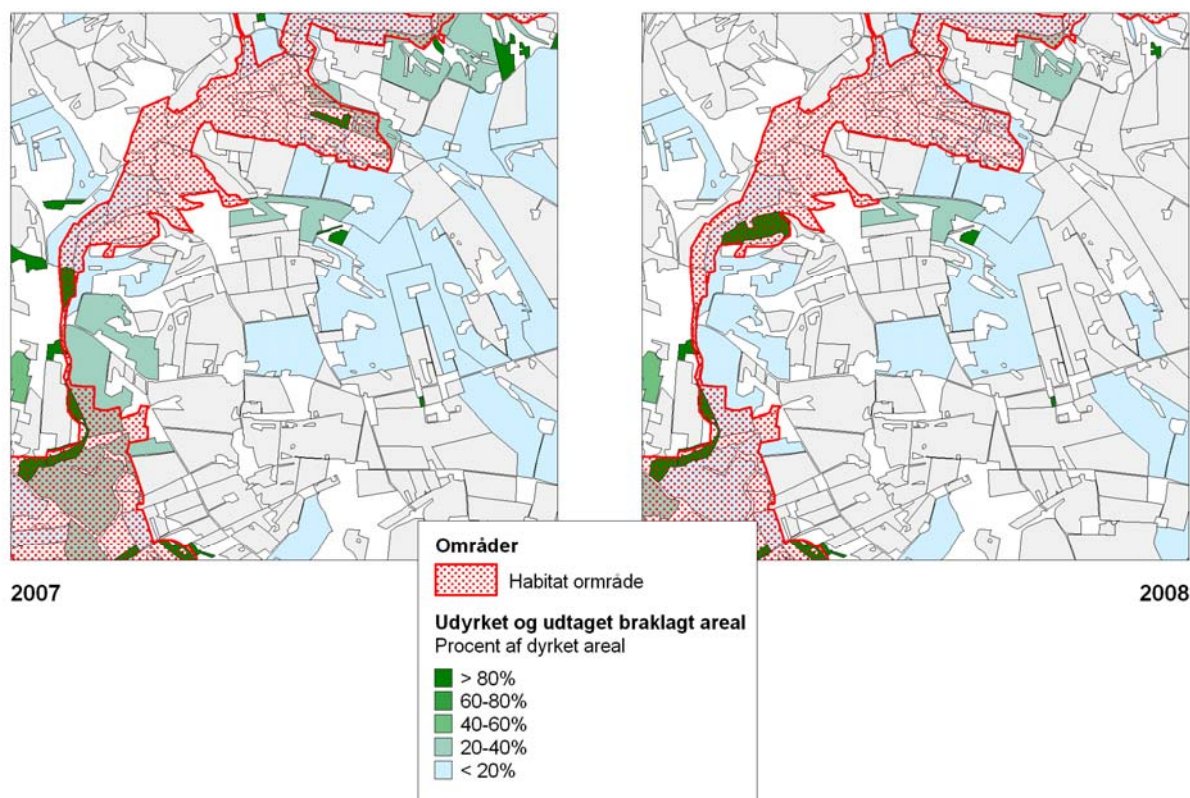 2007
2008
Områder
Habitat ormråde
Udyrket og udtaget braklagt areal
Procent af dyrket areal
> 80%
60-80%
40-60%
20-40%
< 20%